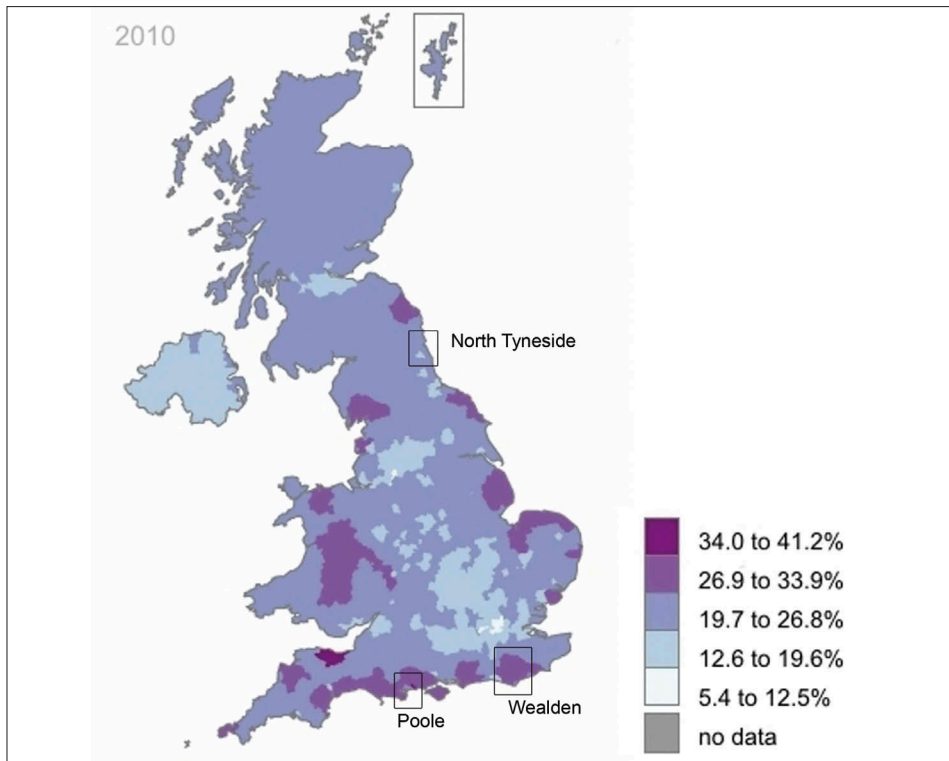 2010
North Tyneside
Poole
Wealden
34.0 to 41.2%
26.9 to 33.9%
19.7 to 26.8%
12.6 to 19.6%
5.4 to 12.5%
no data